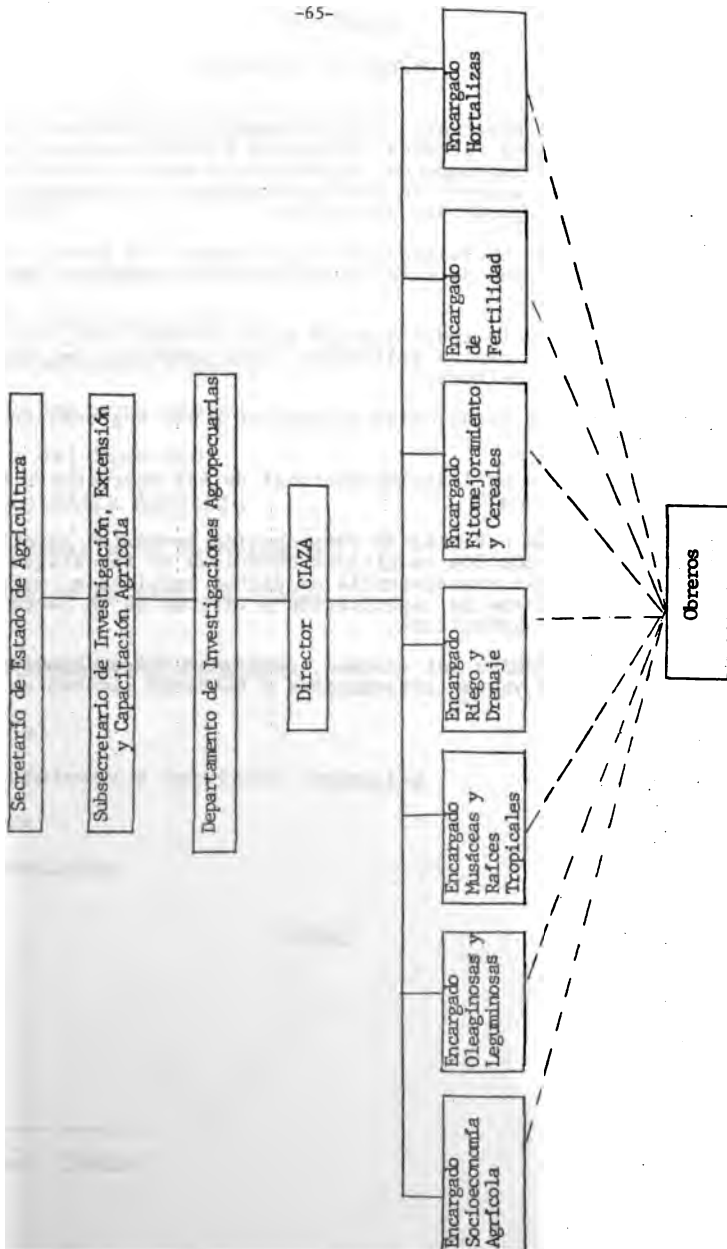 -65-
Secretario de Estado de Agricultura
Subsecretario de Investigación, Extensión
y Capacitación Agrícola
Departamento de Investigaciones Agropecuarias
Director CIAZA
Encargado
Socioeconomía
Agrícola
Encargado
Oleaginosas y
Leguminosas
Encargado
Musáceas y
Raíces
Tropicales
Encargado
Riego y
Drenaje
Encargado
Fitomejoramiento
y Cereales
Encargado
de
Fertilidad
Encargado
Hortalizas
Obreros